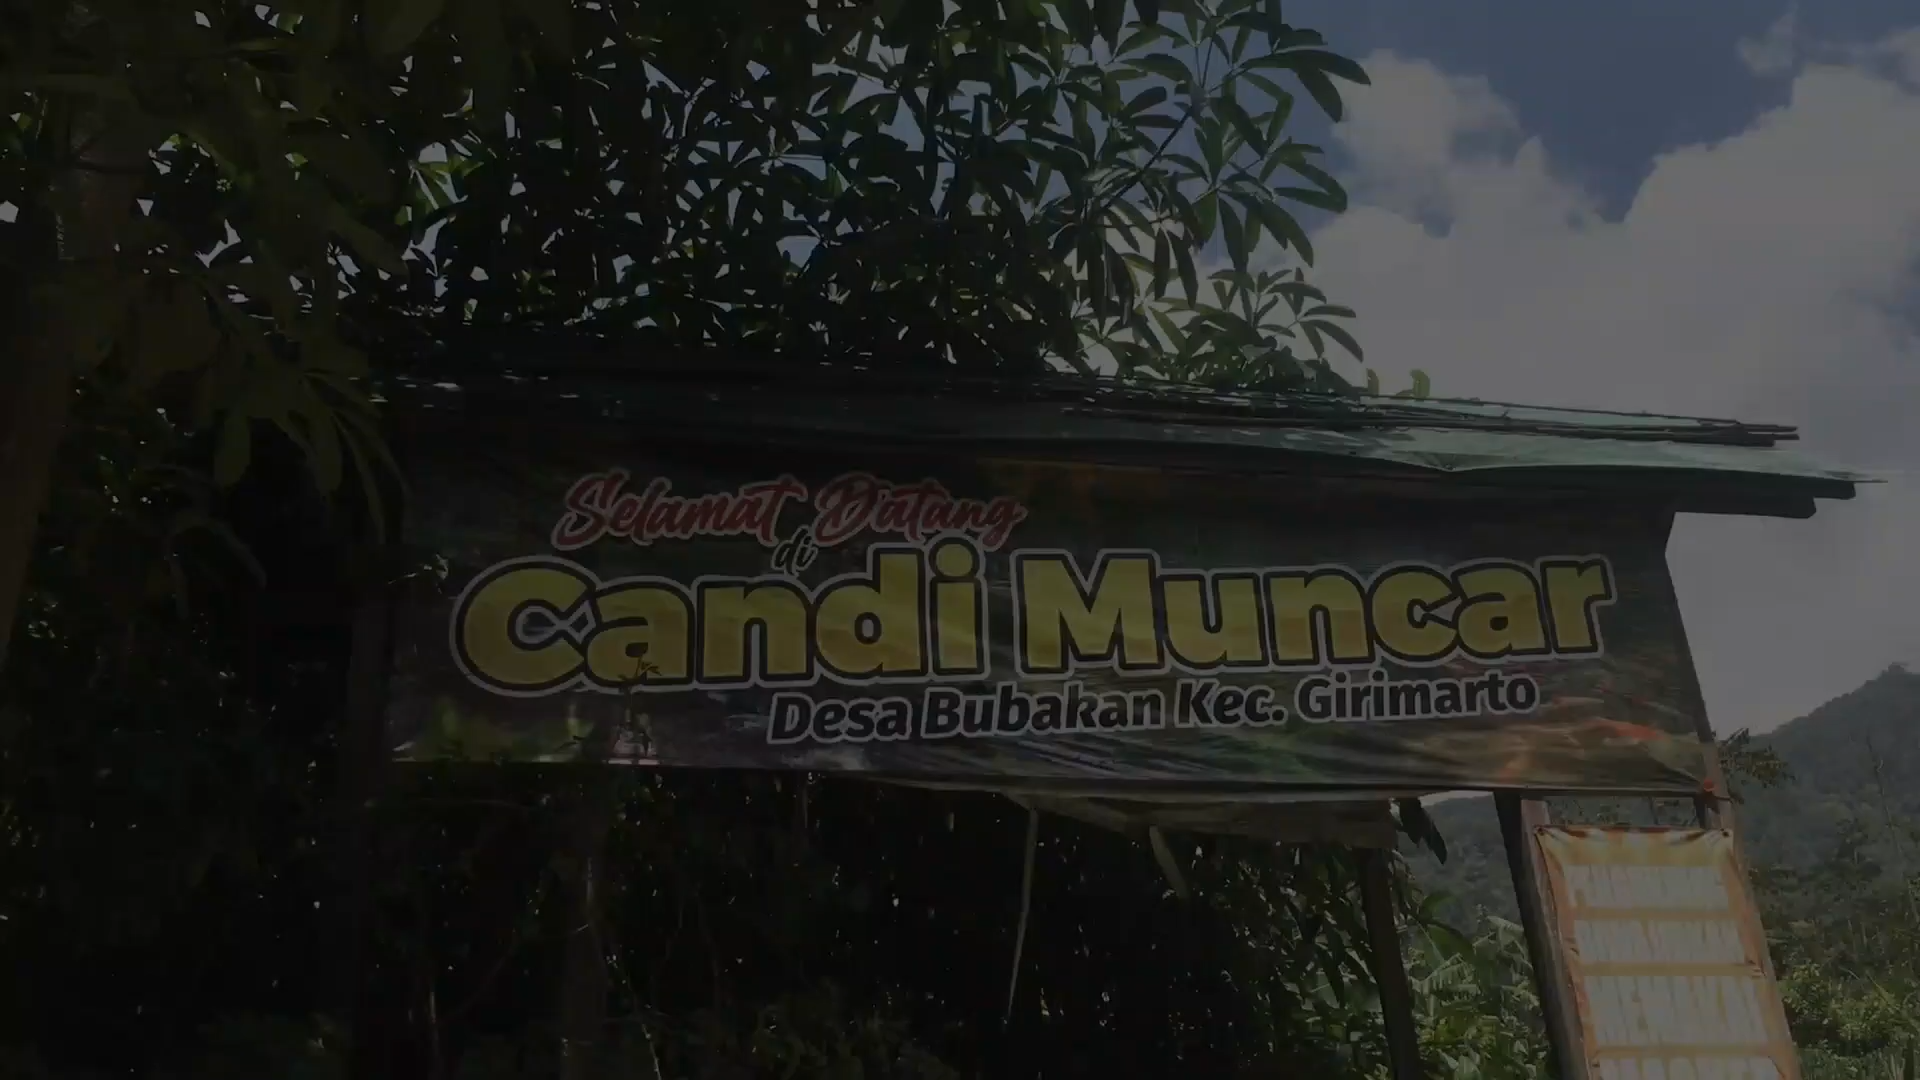 Selamat Datang
di
Candi Muncar
Desa Bubakan Kec. Girimarto